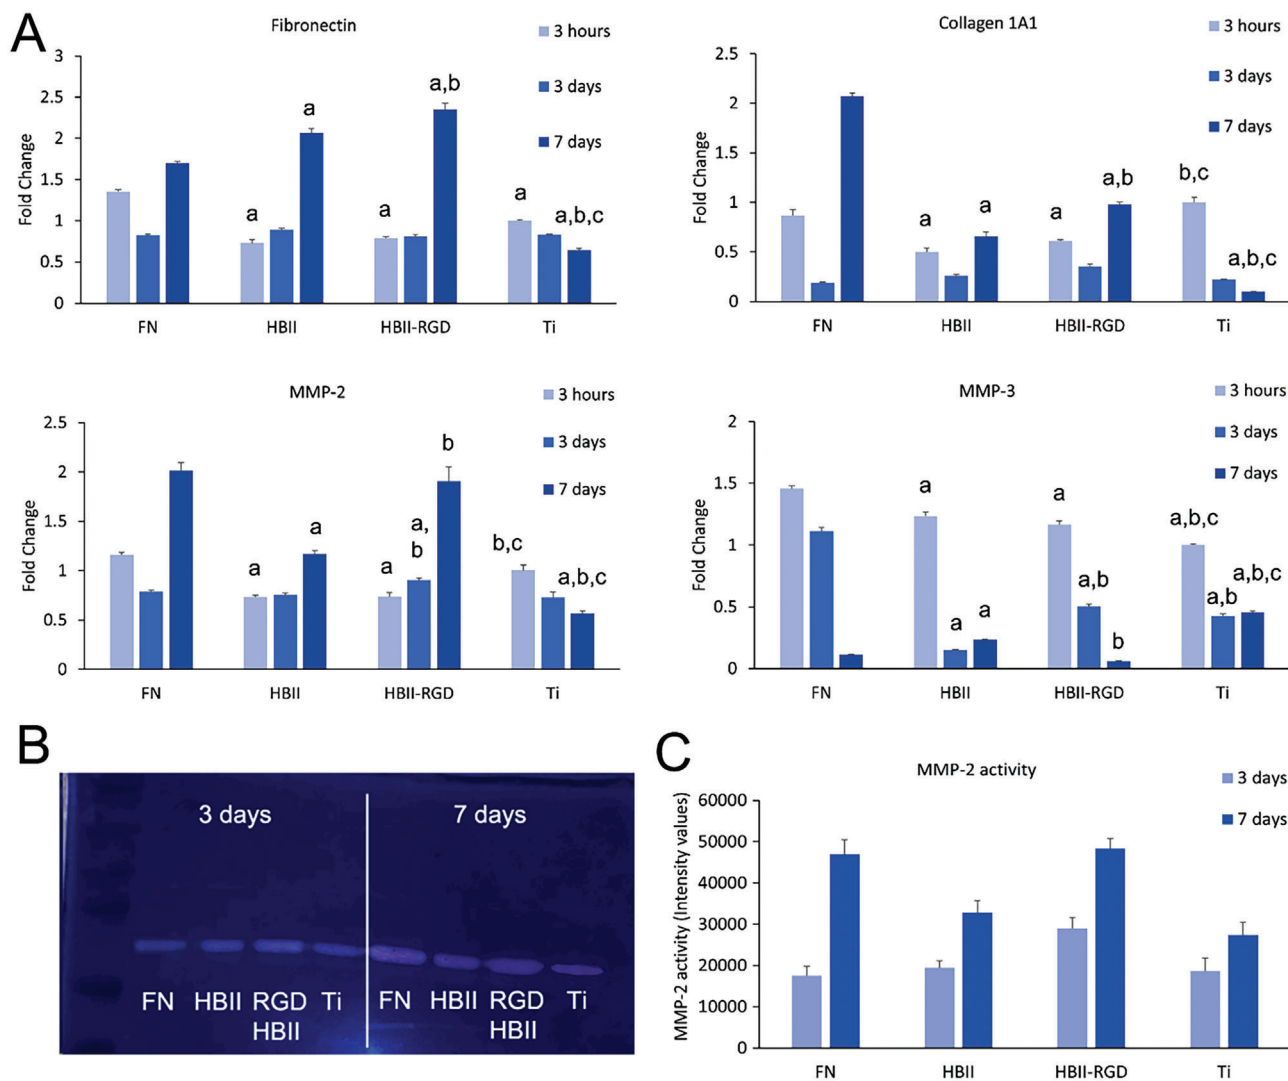 A
Fibronectin
3 hours
3 days
7 days
Fold Change
3
2.5
2
1.5
1
0.5
0
a
a
a
a,b
a
a,b,c
FN
HBII
HBII-RGD
Ti
Collagen 1A1
3 hours
3 days
7 days
Fold Change
2.5
2
1.5
1
0.5
0
a
a
a
a,b
b,c
a,b,c
FN
HBII
HBII-RGD
Ti
MMP-2
3 hours
3 days
7 days
Fold Change
2.5
2
1.5
1
0.5
0
a
a
a
a,
b
b
b,c
a,b,c
FN
HBII
HBII-RGD
Ti
MMP-3
3 hours
3 days
7 days
Fold Change
2
1.5
1
0.5
0
a
a
a
a
a,b
b
a,b,c
a,b
a,b,c
FN
HBII
HBII-RGD
Ti
B
3 days
7 days
FN HBII RGD Ti FN HBII RGD Ti
HBII HBII
C
MMP-2 activity
3 days
7 days
MMP-2 activity (Intensity values)
60000
50000
40000
30000
20000
10000
0
FN
HBII
HBII-RGD
Ti